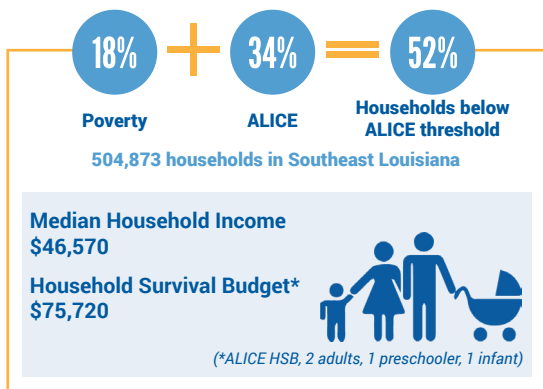 18% + 34% = 52%
Poverty
ALICE
Households below
ALICE threshold
504,873 households in Southeast Louisiana
Median Household Income
$46,570
Household Survival Budget*
$75,720
(*ALICE HSB, 2 adults, 1 preschooler, 1 infant)